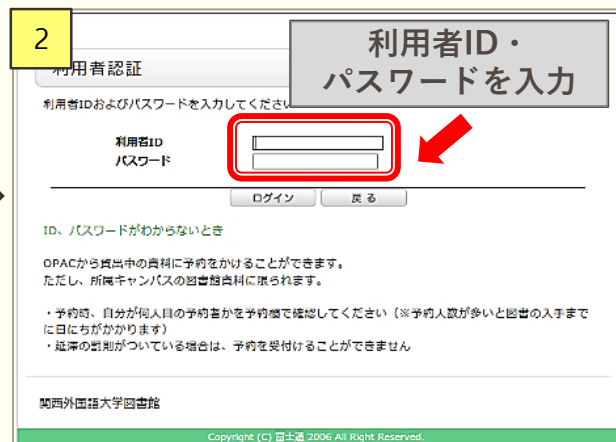 2
利用者ID・
パスワードを入力
利用者認証
利用者IDおよびパスワードを入力してください
利用者ID
パスワード
ログイン
戻る
ID、パスワードがわからないとき
OPACから貸出中の資料に予約をかけることができます。
ただし、所属キャンパスの図書館資料に限られます。
・予約時、自分が何人目の予約者かを予約欄で確認してください（※予約人数が多いと図書の入手まで
に日にちがかかります）
・延滞の罰則がついている場合は、予約を受付けることができません
関西外国語大学図書館
Copyright (C) 富士通 2006 All Right Reserved.